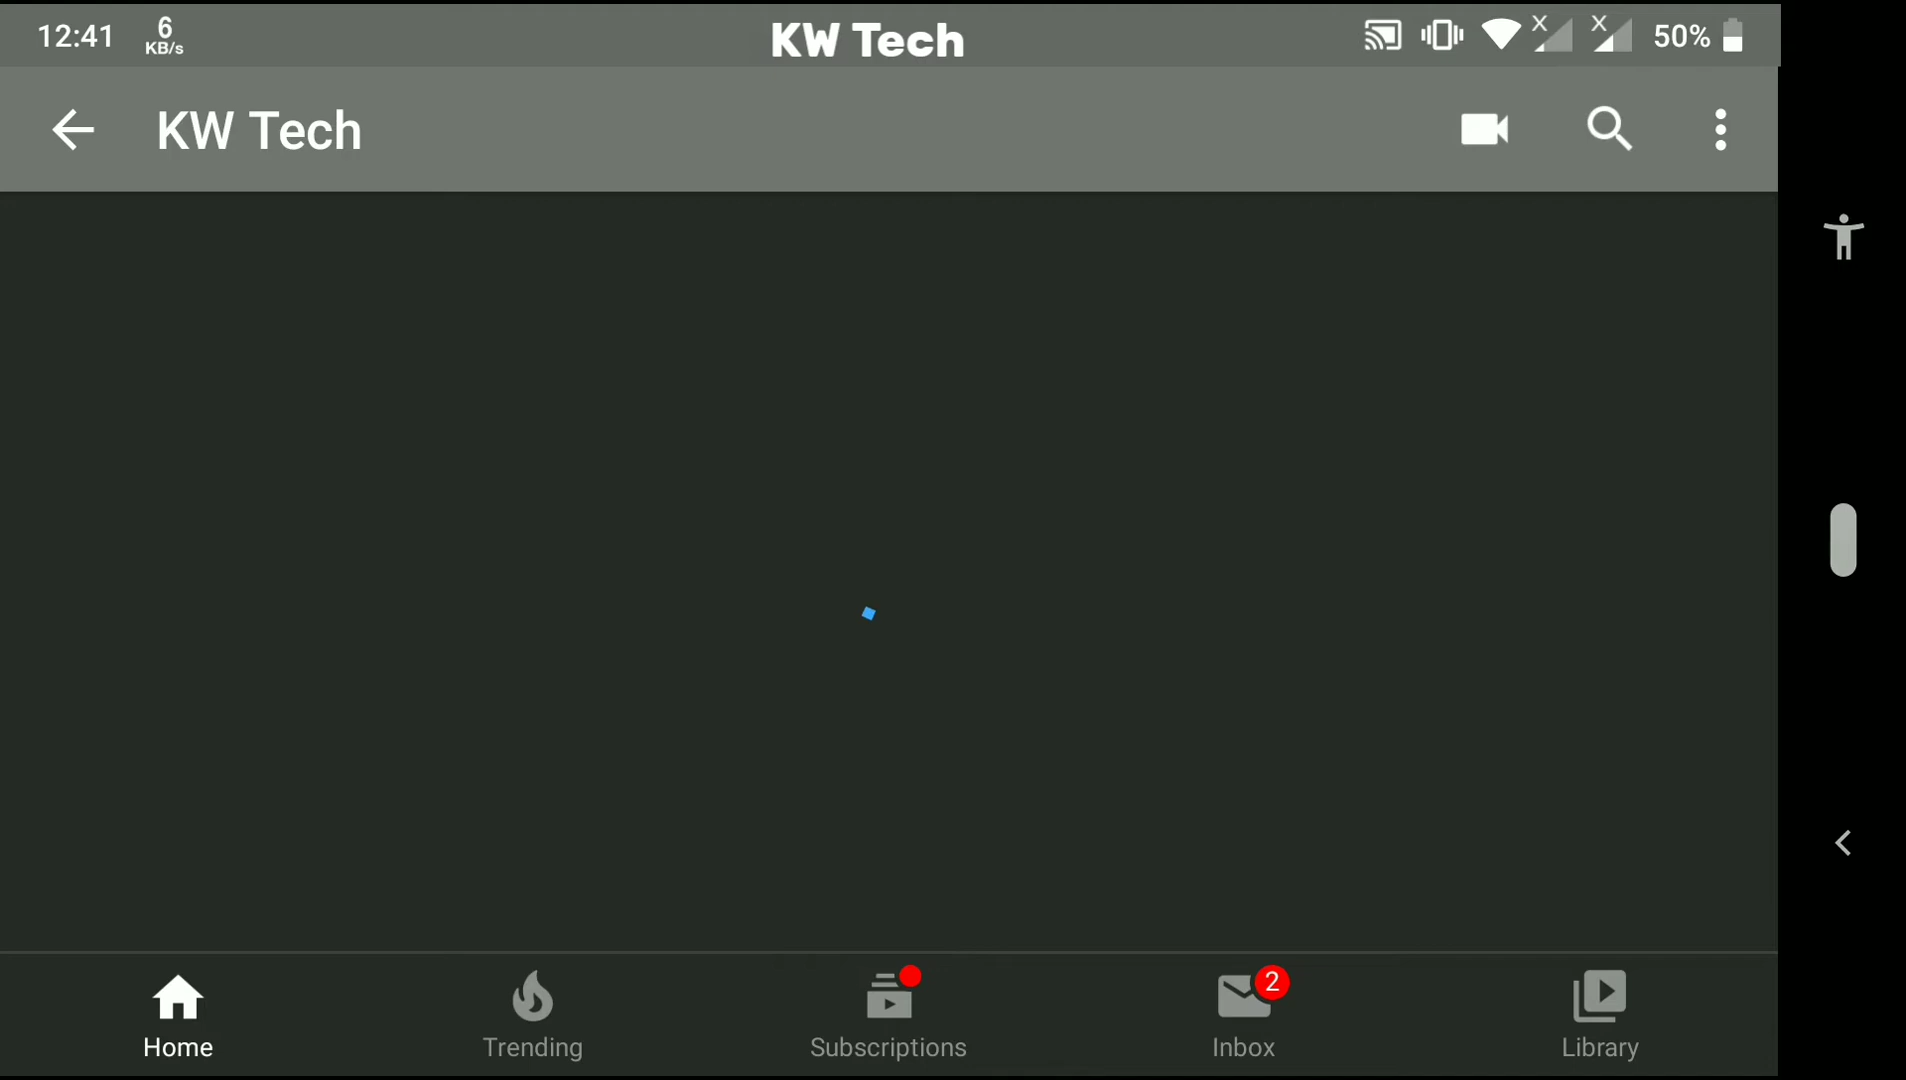 12:41
6
KB/s
KW Tech
X
X
50%
KW Tech
2
Home
Trending
Subscriptions
Inbox
Library